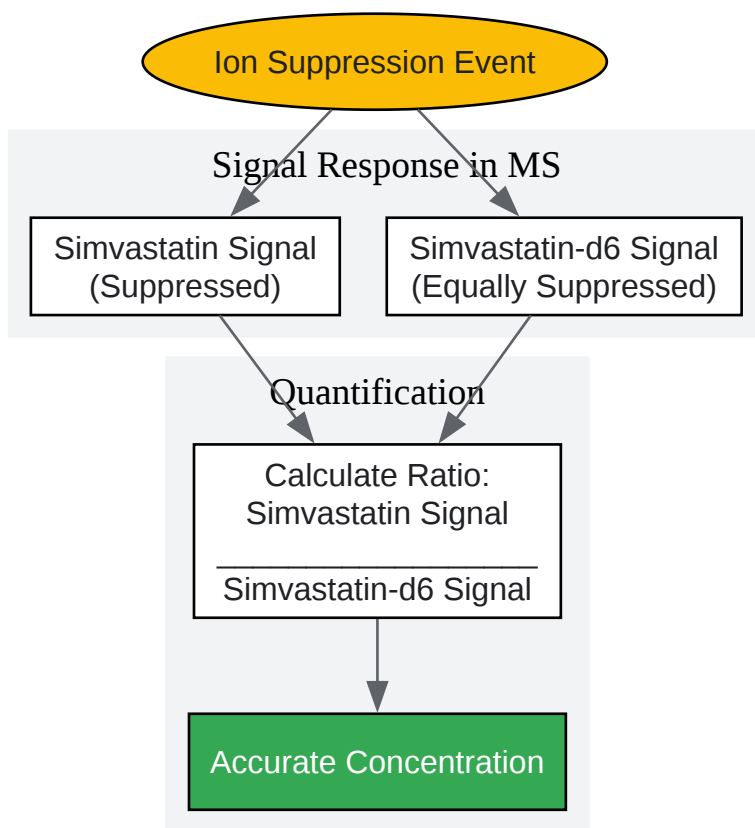 Ion Suppression Event
Signal Response in MS
Simvastatin Signal
(Suppressed)
Simvastatin-d6 Signal
(Equally Suppressed)
Quantification
Calculate Ratio:
Simvastatin Signal
___________________
Simvastatin-d6 Signal
Accurate Concentration